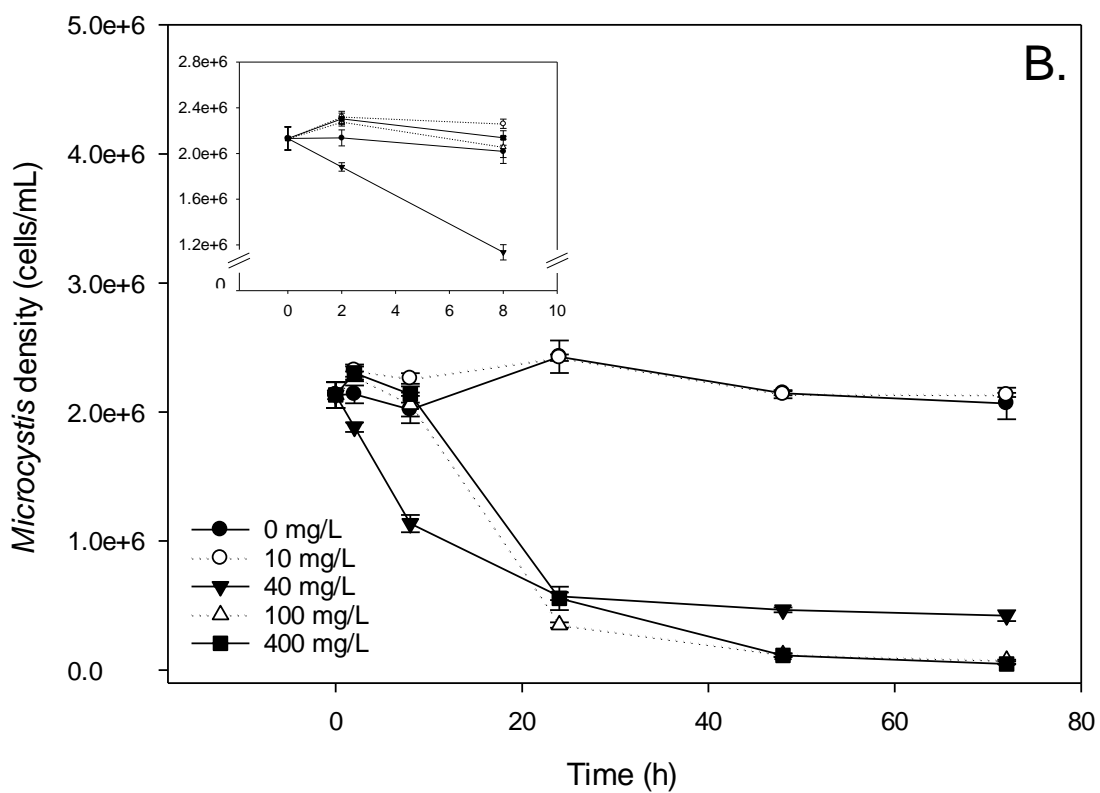 B.
5.0e+6
4.0e+6
3.0e+6
2.0e+6
1.0e+6
0.0
Microcystis density (cells/mL)
2.8e+6
2.4e+6
2.0e+6
1.6e+6
1.2e+6
0
0 2 4 6 8 10
0 mg/L
10 mg/L
40 mg/L
100 mg/L
400 mg/L
0 20 40 60 80
Time (h)